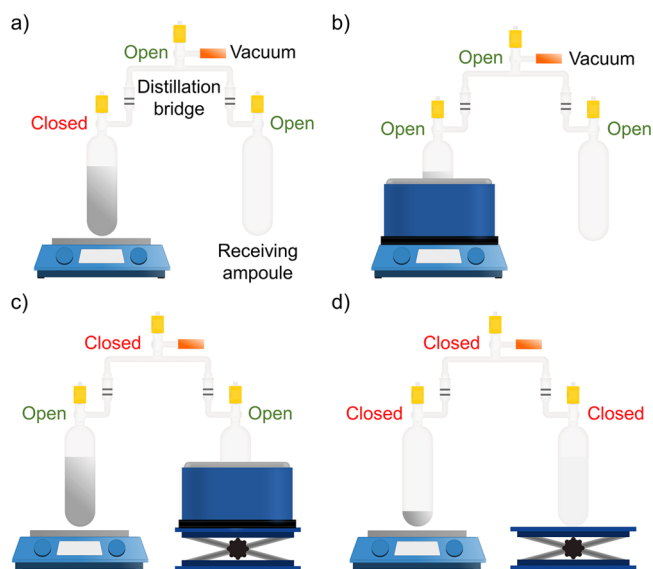 a)
Open
Vacuum
Distillation
bridge
Closed
Open
Receiving
ampoule
b)
Open
Vacuum
Open
Open
c)
Closed
Open
Open
d)
Closed
Closed
Closed